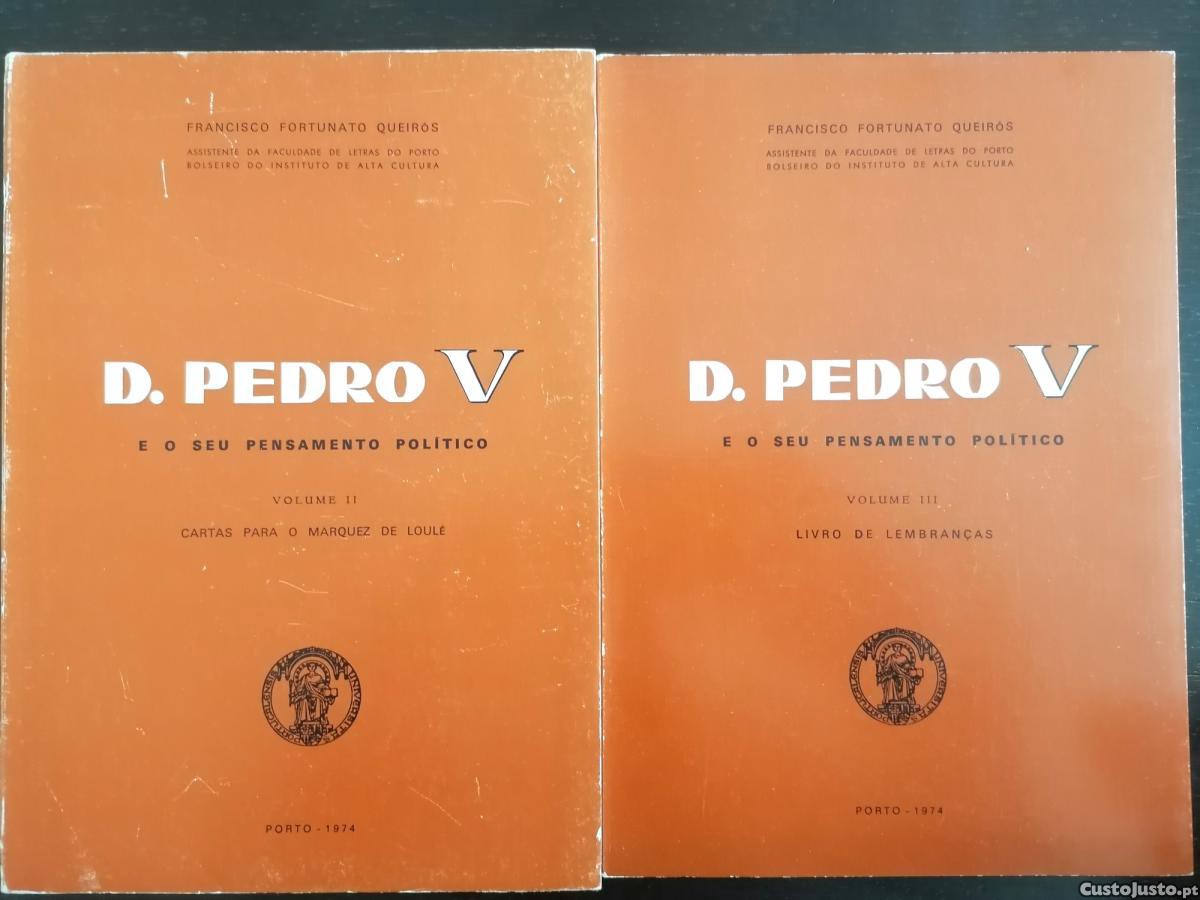 FRANCISCO FORTUNATO QUEIRÓS
ASSISTENTE DA FACULDADE DE LETRAS DO PORTO
BOLSEIRO DO INSTITUTO DE ALTA CULTURA
D. PEDRO V
E O SEU PENSAMENTO POLÍTICO
VOLUME II
CARTAS PARA O MARQUEZ DE LOULÉ
PORTO - 1974
FRANCISCO FORTUNATO QUEIRÓS
ASSISTENTE DA FACULDADE DE LETRAS DO PORTO
BOLSEIRO DO INSTITUTO DE ALTA CULTURA
D. PEDRO V
E O SEU PENSAMENTO POLÍTICO
VOLUME III
LIVRO DE LEMBRANÇAS
PORTO - 1974
CustoJusto.pt